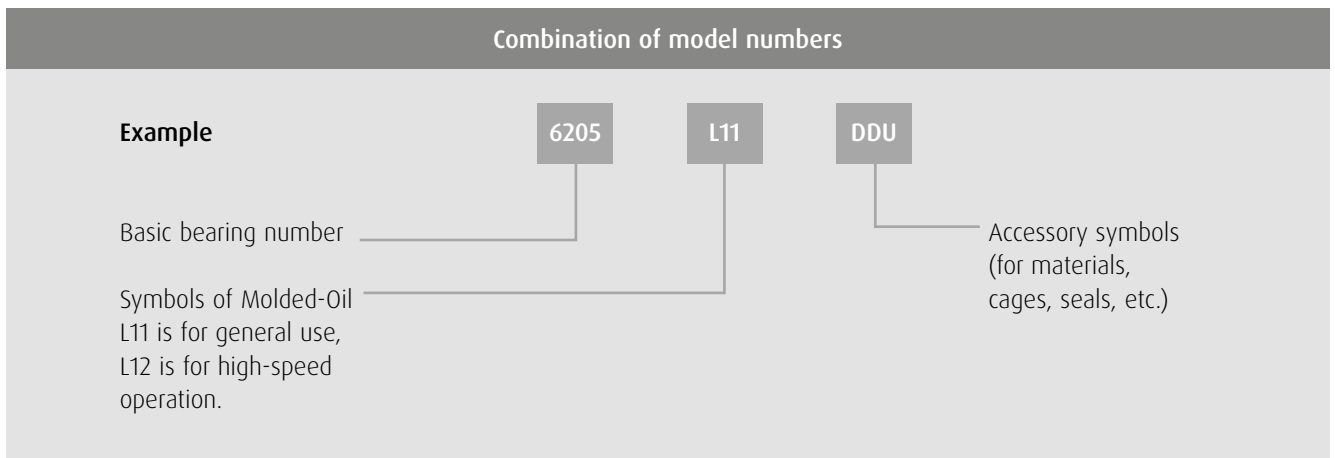 Combination of model numbers
Example
6205
L11
DDU
Basic bearing number
Symbols of Molded-Oil
L11 is for general use,
L12 is for high-speed
operation.
Accessory symbols
(for materials,
cages, seals, etc.)